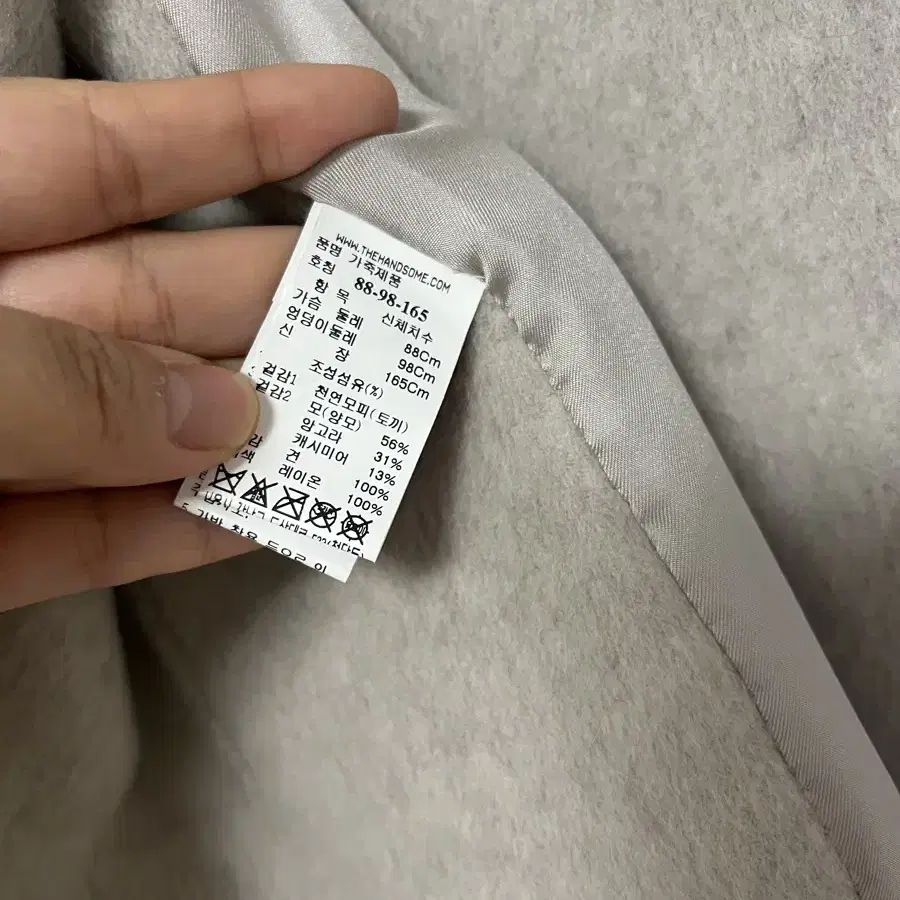 WWW.THEHANDSOME.COM
품명 가죽제품
호칭 88-98-165
항 목 신체치수
가슴 둘레 88Cm
엉덩이둘레 98Cm
신 장 165Cm
조성섬유(%)
겉감1 천연모피(토끼)
겉감2 모(양모) 56%
앙고라 31%
캐시미어 13%
견 100%
레이온 100%